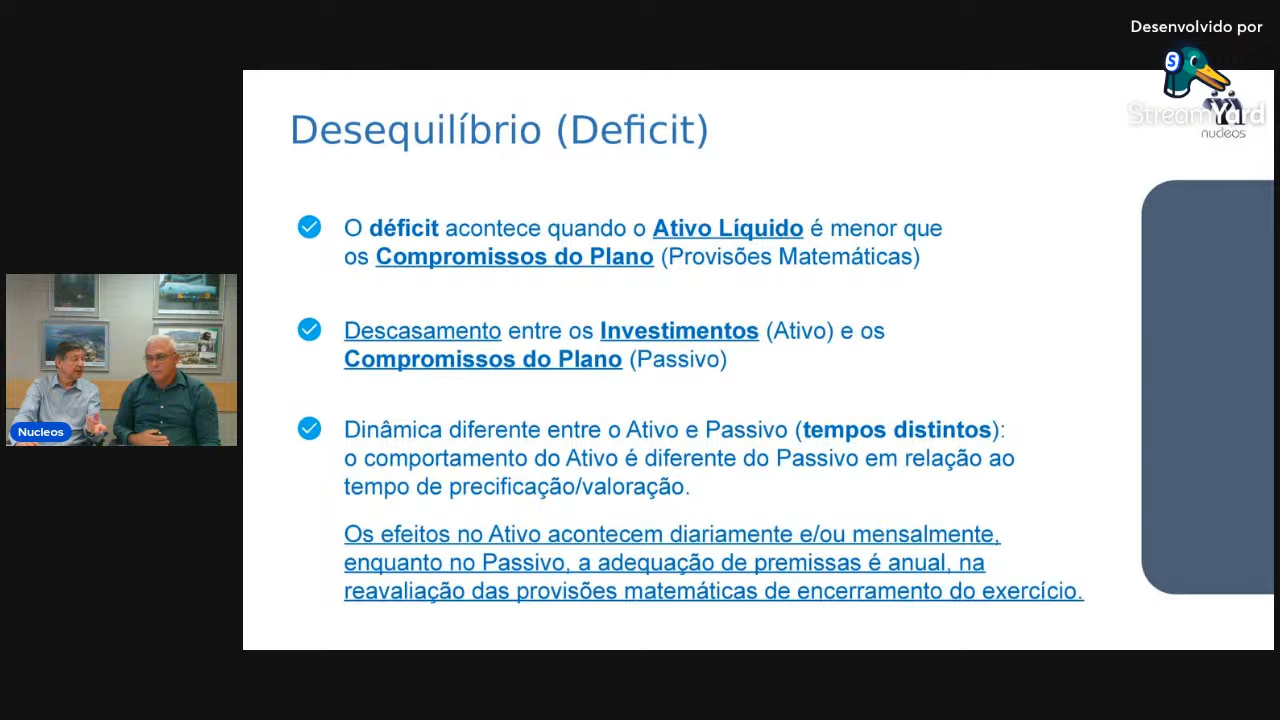 Desenvolvido por
StreamYard
nucleos
Desequilíbrio (Deficit)
O déficit acontece quando o Ativo Líquido é menor que
os Compromissos do Plano (Provisões Matemáticas)
Descasamento entre os Investimentos (Ativo) e os
Compromissos do Plano (Passivo)
Dinâmica diferente entre o Ativo e Passivo (tempos distintos):
o comportamento do Ativo é diferente do Passivo em relação ao
tempo de precificação/valoração.
Os efeitos no Ativo acontecem diariamente e/ou mensalmente,
enquanto no Passivo, a adequação de premissas é anual, na
reavaliação das provisões matemáticas de encerramento do exercício.
Nucleos